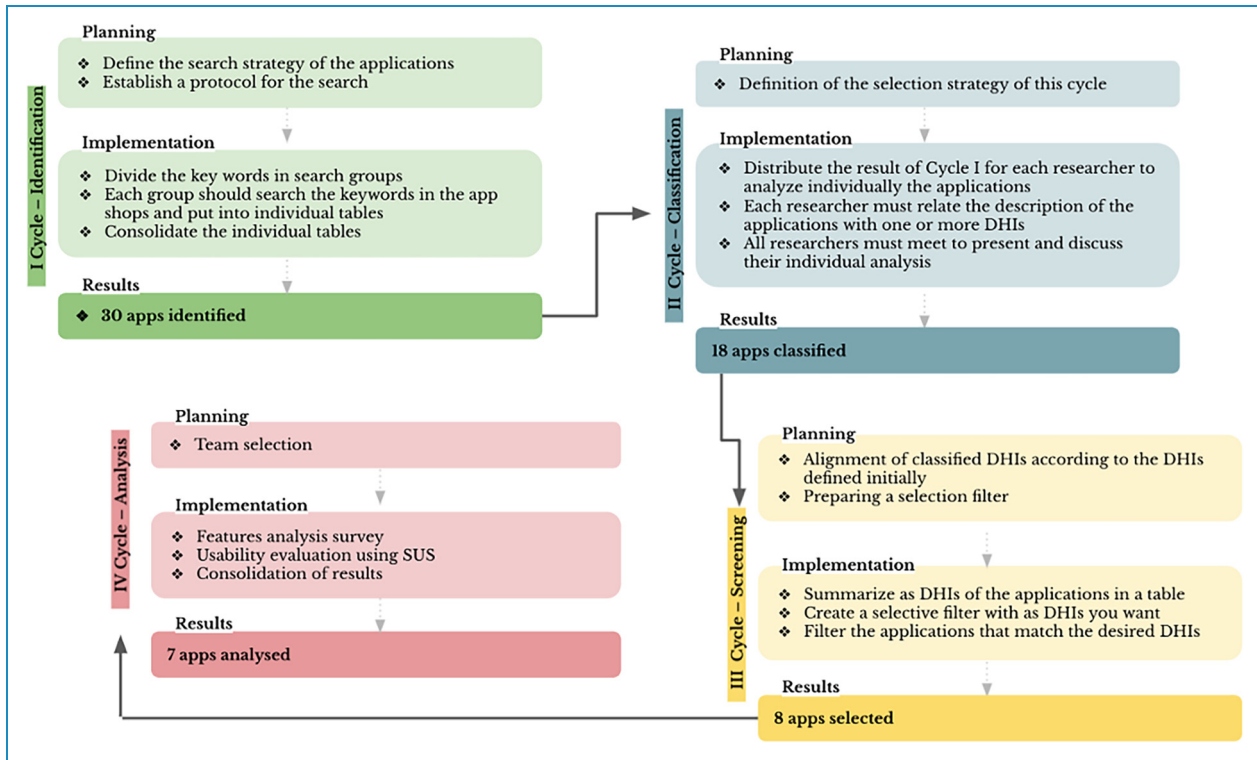 I Cycle – Identification
Planning
❖ Define the search strategy of the applications
❖ Establish a protocol for the search
Implementation
❖ Divide the key words in search groups
❖ Each group should search the keywords in the app
shops and put into individual tables
❖ Consolidate the individual tables
Results
❖ 30 apps identified
II Cycle – Classification
Planning
❖ Definition of the selection strategy of this cycle
Implementation
❖ Distribute the result of Cycle I for each researcher to
analyze individually the applications
❖ Each researcher must relate the description of the
applications with one or more DHIs
❖ All researchers must meet to present and discuss
their individual analysis
Results
18 apps classified
III Cycle – Screening
Planning
❖ Alignment of classified DHIs according to the DHIs
defined initially
❖ Preparing a selection filter
Implementation
❖ Summarize as DHIs of the applications in a table
❖ Create a selective filter with as DHIs you want
❖ Filter the applications that match the desired DHIs
Results
8 apps selected
IV Cycle – Analysis
Planning
❖ Team selection
Implementation
❖ Features analysis survey
❖ Usability evaluation using SUS
❖ Consolidation of results
Results
7 apps analysed